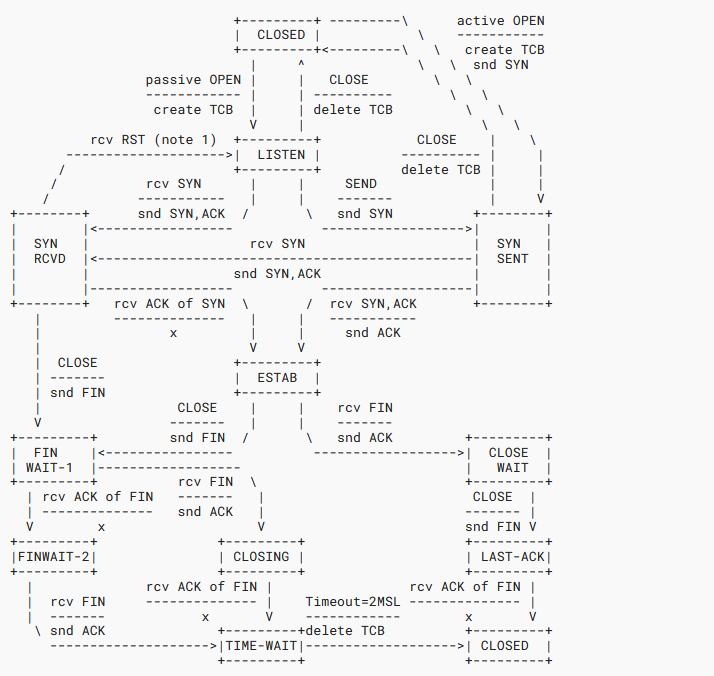 +---------+ ---------\ active OPEN
| CLOSED | \ -----------
+---------+<---------\ \ create TCB
| ^ \ \ snd SYN
passive OPEN | | CLOSE \ \
------------ | | ---------- \ \
create TCB | | delete TCB \ \
V | \ \
rcv RST (note 1) +---------+ CLOSE | \
-------------------->| LISTEN | ---------- | |
/ +---------+ delete TCB | |
/ rcv SYN | | SEND | |
/ ----------- | | ------- | V
+--------+ snd SYN,ACK / \ snd SYN +--------+
| |<----------------- ------------------>| |
| SYN | rcv SYN | SYN |
| RCVD |<-----------------------------------------------| SENT |
| | snd SYN,ACK | |
| |------------------ -------------------| |
+--------+ rcv ACK of SYN \ / rcv SYN,ACK +--------+
| -------------- | | -----------
| x | | snd ACK
| V V
| CLOSE +---------+
| ------- | ESTAB |
| snd FIN +---------+
| CLOSE | | rcv FIN
V ------- | | -------
+---------+ snd FIN / \ snd ACK +---------+
| FIN |<---------------- ------------------>| CLOSE |
| WAIT-1 |------------------ | WAIT |
+---------+ rcv FIN \ +---------+
| rcv ACK of FIN ------- | CLOSE |
| -------------- snd ACK | ------- |
V x V snd FIN V
+---------+ +---------+ +---------+
|FINWAIT-2| | CLOSING | | LAST-ACK|
+---------+ +---------+ +---------+
| rcv ACK of FIN | rcv ACK of FIN |
| rcv FIN -------------- | Timeout=2MSL -------------- |
| ------- x V ------------ x V
\ snd ACK +---------+delete TCB +---------+
-------------------->|TIME-WAIT|------------------->| CLOSED |
+---------+ +---------+